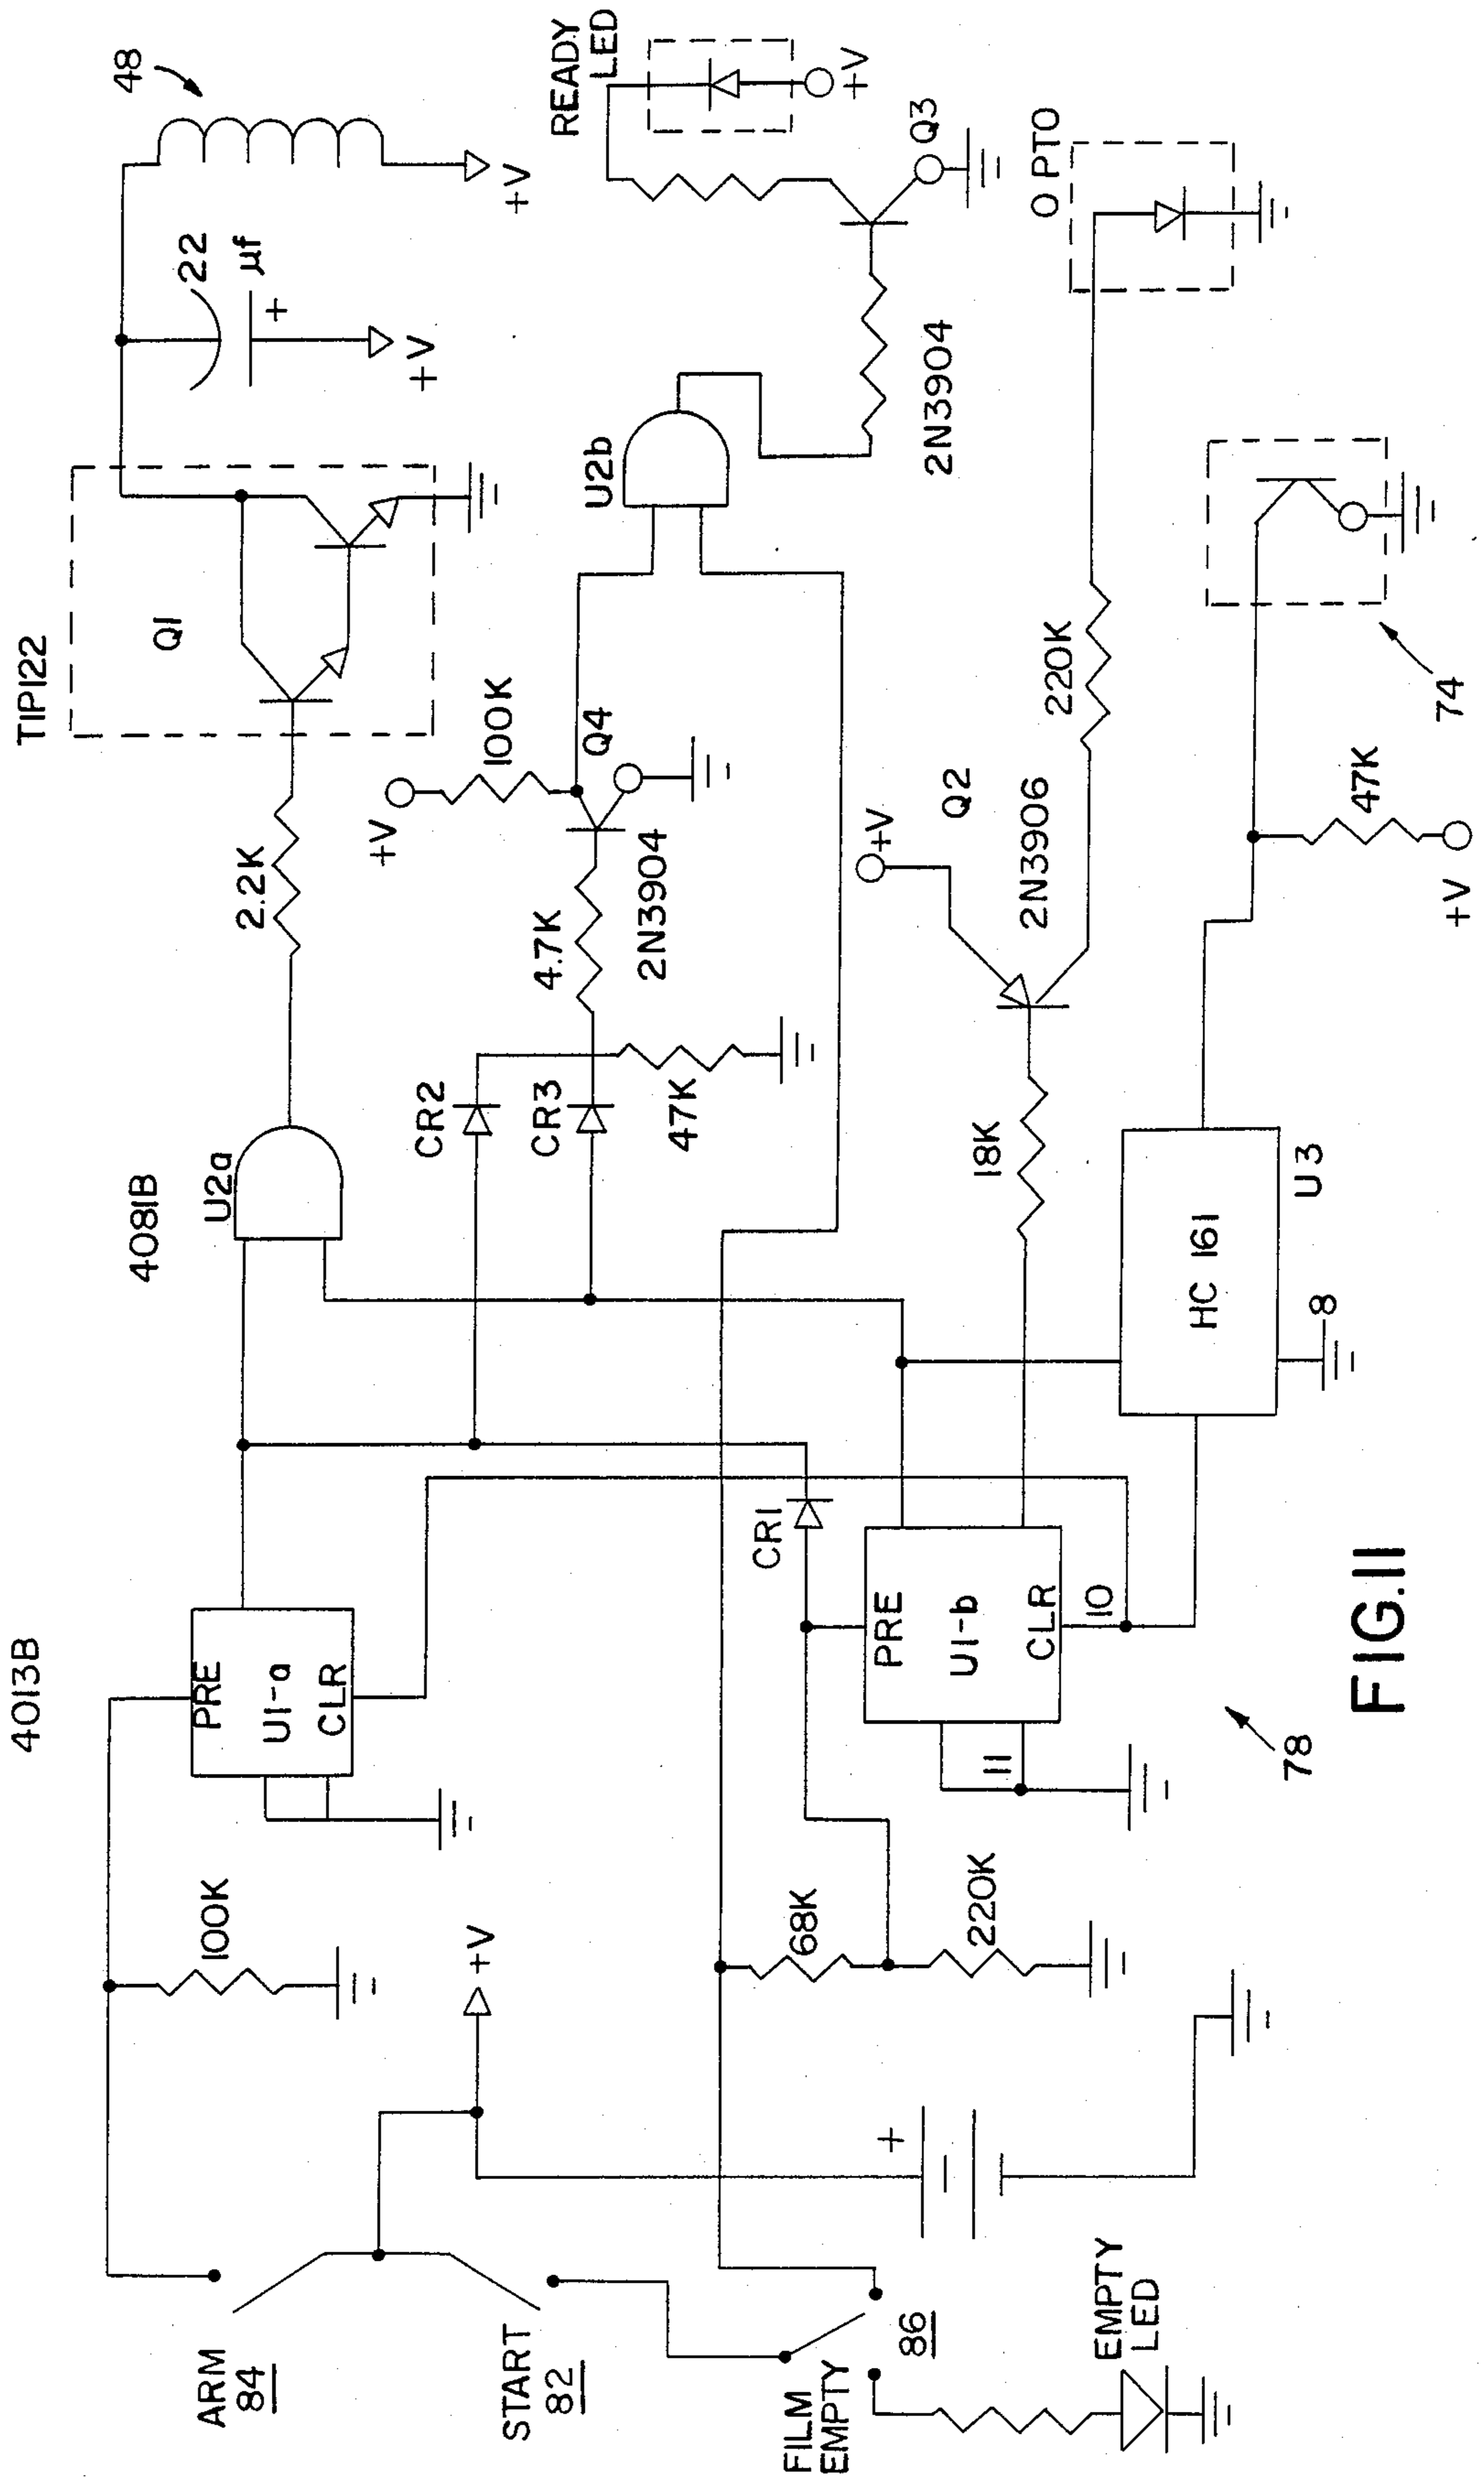 4013B
4081B
TIP122
48
ARM
84
100K
PRE
U1-a
CLR
U2a
2.2K
Q1
22
µf
+
+V
+V
START
82
+V
CR2
CR3
47K
4.7K
2N3904
+V
100K
Q4
U2b
READY
LED
+V
Q3
2N3904
FILM
EMPTY
86
EMPTY
LED
+
68K
220K
CR1
PRE
U1-b
CLR
11
10
18K
+V
Q2
2N3906
220K
O PTO
HC 161
U3
8
47K
+V
74
78
FIG.11